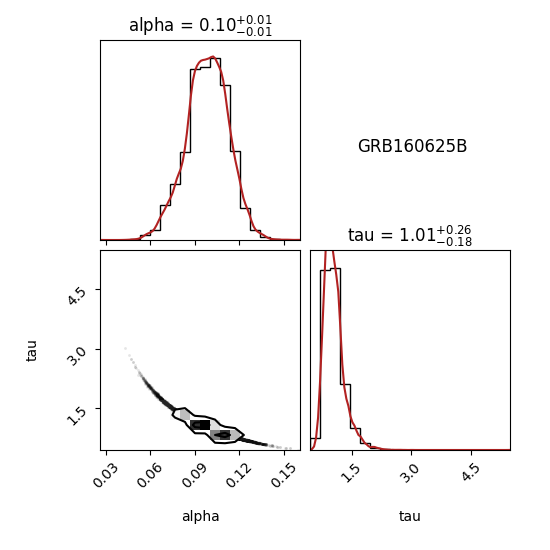 alpha = 0.10+0.01−0.01
GRB160625B
tau = 1.01+0.26−0.18
tau
4.5
3.0
1.5
0.03 0.06 0.09 0.12 0.15
1.5 3.0 4.5
alpha
tau